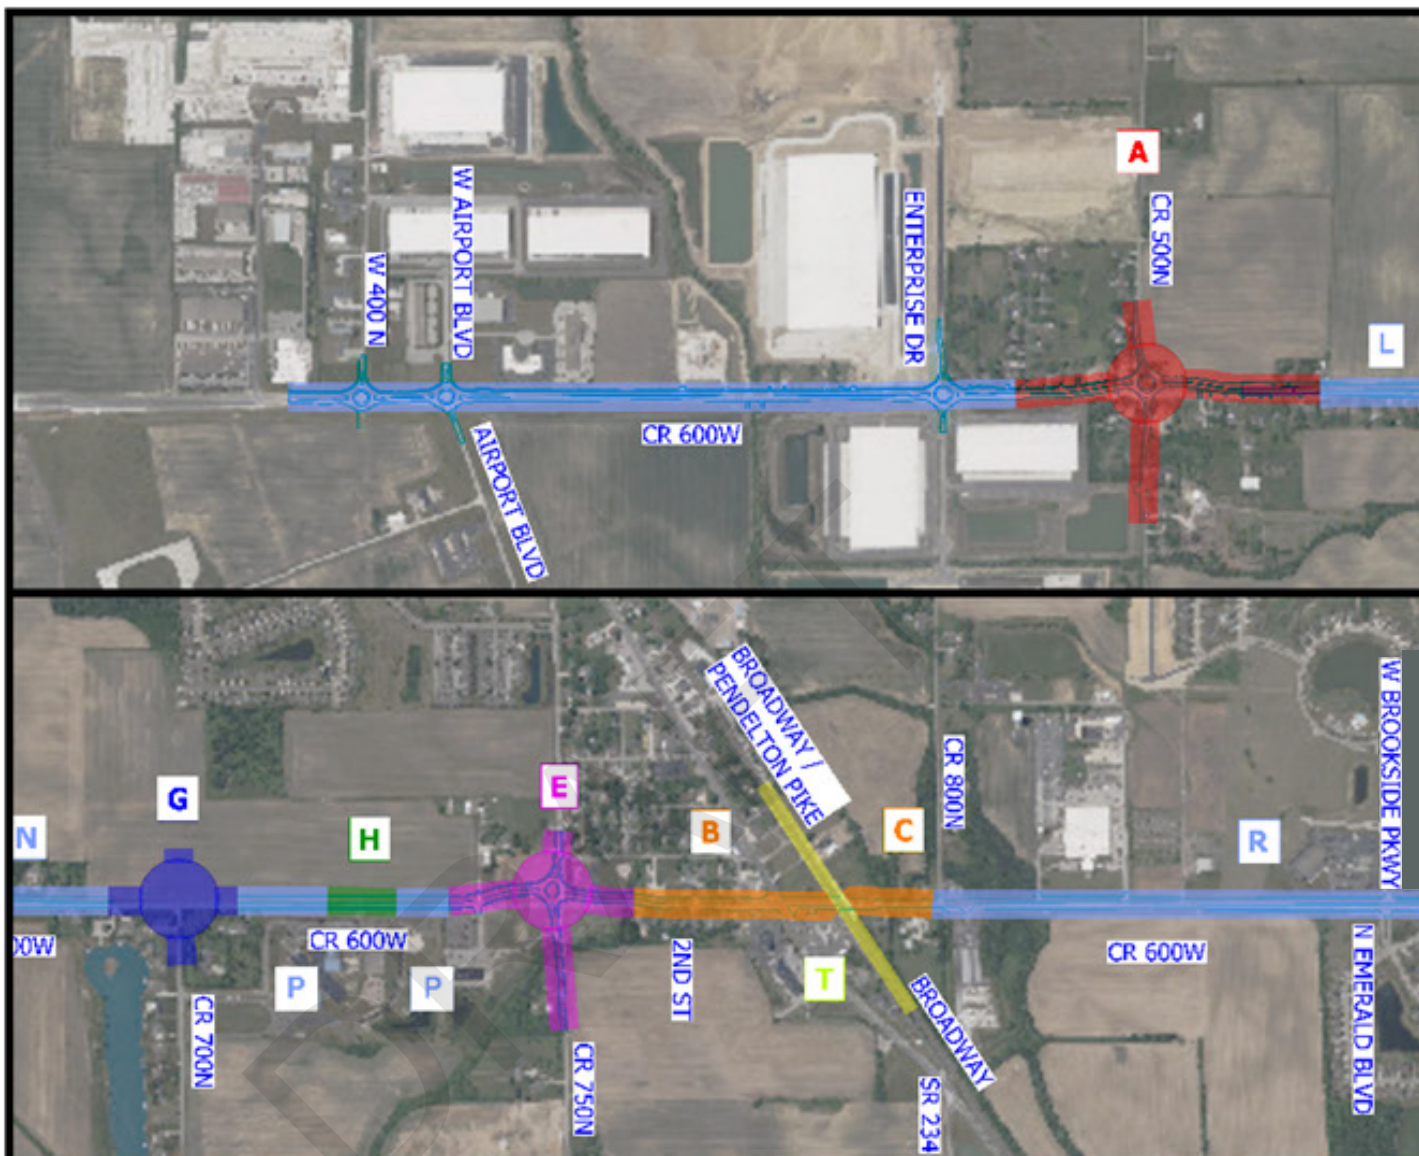 A
W 400 N
W AIRPORT BLVD
ENTERPRISE DR
CR 500N
L
CR 600W
AIRPORT BLVD
BROADWAY /
PENDELTON PIKE
W BROOKSIDE PKWY
CR 800N
G
E
N
H
B
C
R
00W
CR 600W
2ND ST
CR 600W
P
P
T
BROADWAY
N EMERALD BLVD
CR 700N
CR 750N
SR 234